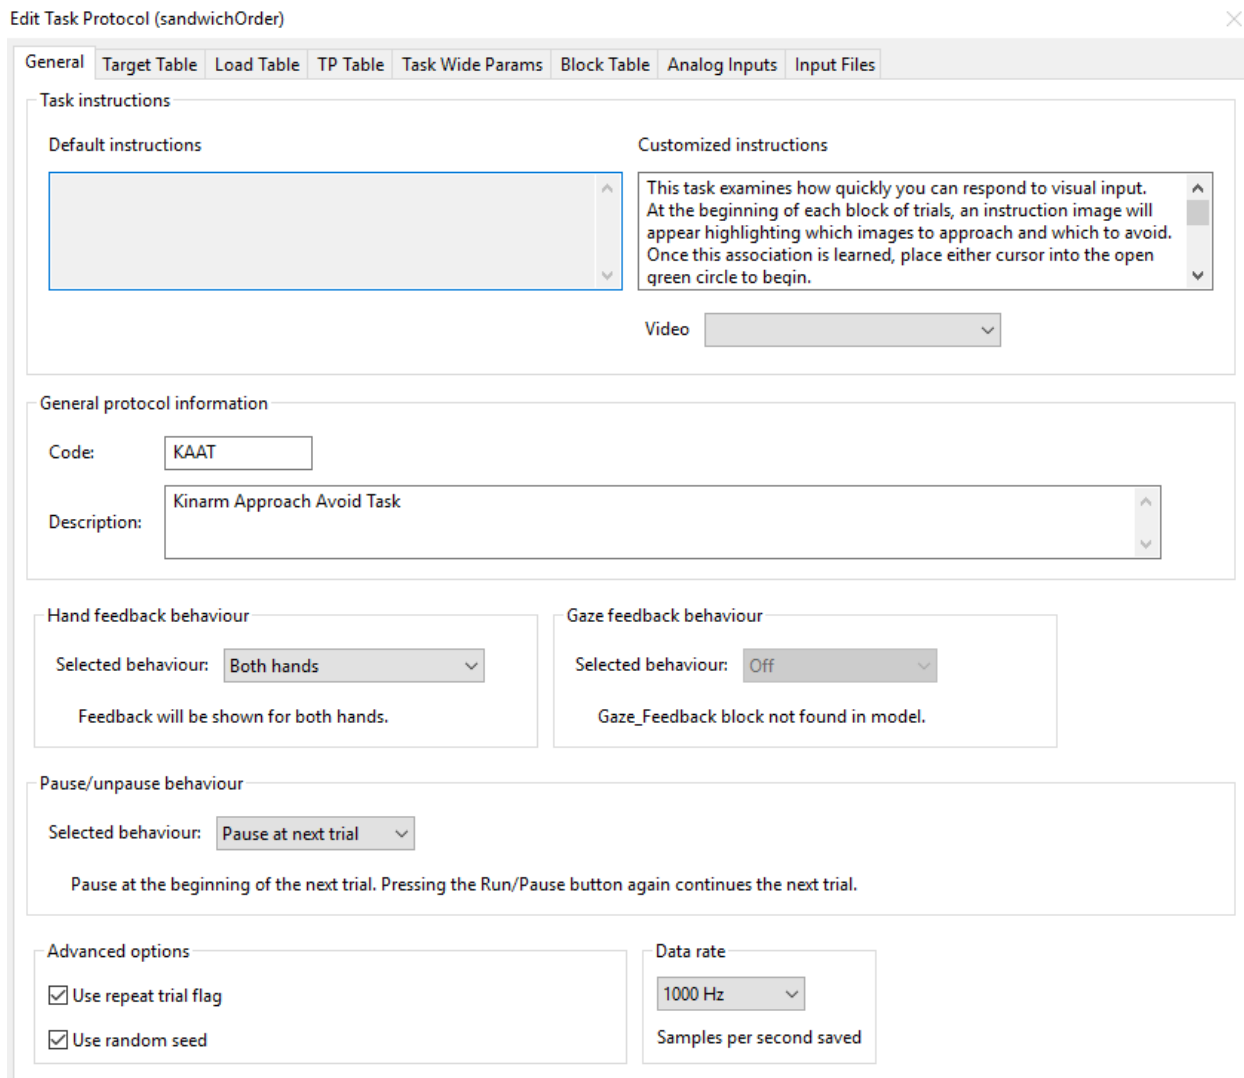 Edit Task Protocol (sandwichOrder)
General Target Table Load Table TP Table Task Wide Params Block Table Analog Inputs Input Files
Task instructions
Default instructions
Customized instructions
This task examines how quickly you can respond to visual input.
At the beginning of each block of trials, an instruction image will
appear highlighting which images to approach and which to avoid.
Once this association is learned, place either cursor into the open
green circle to begin.
Video
General protocol information
Code: KAAT
Description: Kinarm Approach Avoid Task
Hand feedback behaviour
Selected behaviour: Both hands
Feedback will be shown for both hands.
Gaze feedback behaviour
Selected behaviour: Off
Gaze_Feedback block not found in model.
Pause/unpause behaviour
Selected behaviour: Pause at next trial
Pause at the beginning of the next trial. Pressing the Run/Pause button again continues the next trial.
Advanced options
Use repeat trial flag
Use random seed
Data rate
1000 Hz
Samples per second saved